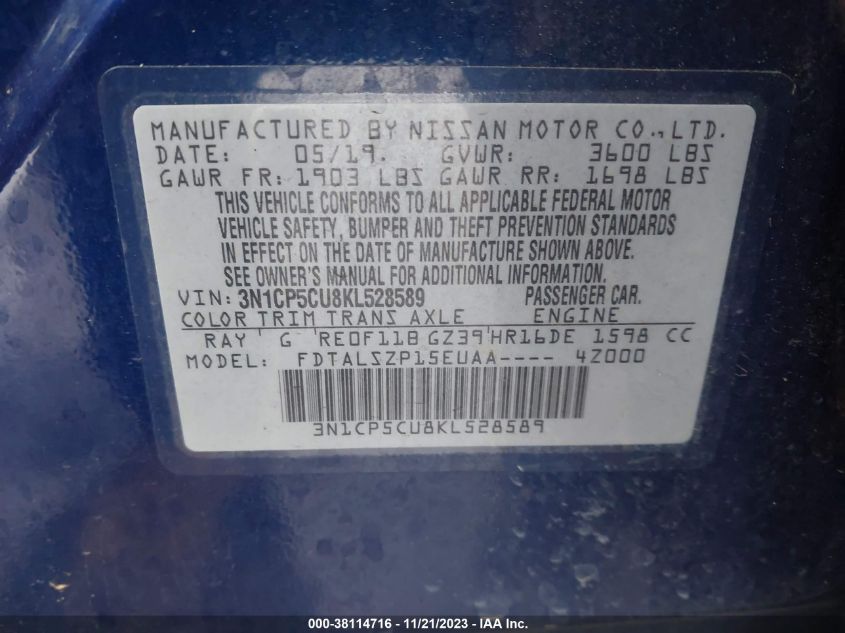 MANUFACTURED BY NISSAN MOTOR CO., LTD.
DATE: 05/19. GVWR: 3600 LBS
GAWR FR: 1903 LBS GAWR RR: 1698 LBS
THIS VEHICLE CONFORMS TO ALL APPLICABLE FEDERAL MOTOR
VEHICLE SAFETY, BUMPER AND THEFT PREVENTION STANDARDS
IN EFFECT ON THE DATE OF MANUFACTURE SHOWN ABOVE.
SEE OWNER'S MANUAL FOR ADDITIONAL INFORMATION.
VIN: 3N1CP5CU8KL528589 PASSENGER CAR.
COLOR TRIM TRANS AXLE ENGINE
RAY G RE0F11B GZ39 HR16DE 1598 CC
MODEL: FDTALSZP15EUAA---- 4Z000
3N1CP5CU8KL528589
000-38114716 - 11/21/2023 - IAA Inc.